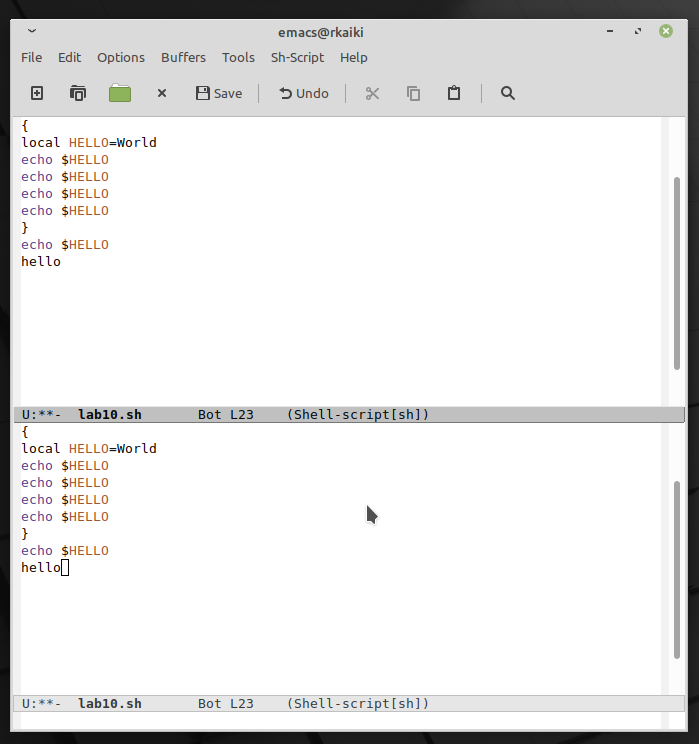 emacs@rkaiki
File Edit Options Buffers Tools Sh-Script Help
Save Undo
{
local HELLO=World
echo $HELLO
echo $HELLO
echo $HELLO
echo $HELLO
}
echo $HELLO
hello
U:**-  lab10.sh       Bot L23    (Shell-script[sh])
{
local HELLO=World
echo $HELLO
echo $HELLO
echo $HELLO
echo $HELLO
}
echo $HELLO
hello
U:**-  lab10.sh       Bot L23    (Shell-script[sh])